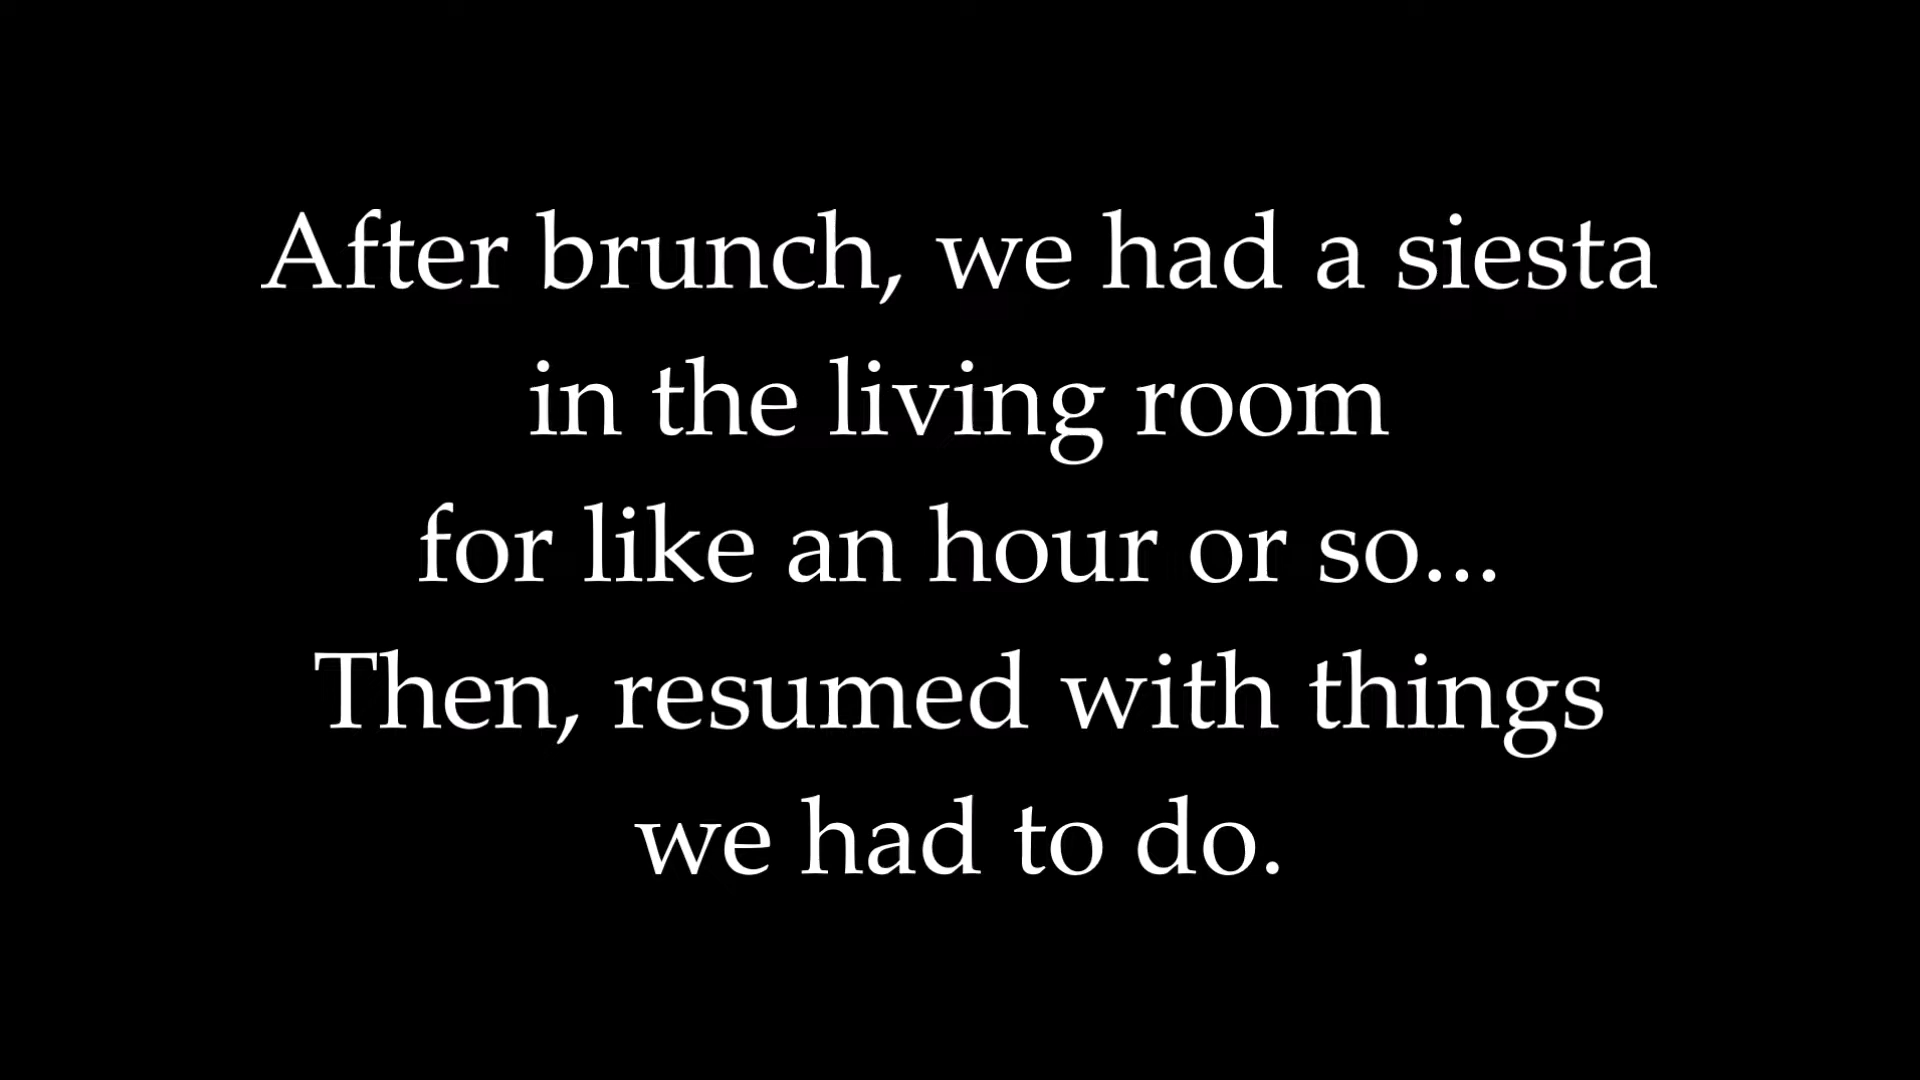 After brunch, we had a siesta
in the living room
for like an hour or so...
Then, resumed with things
we had to do.